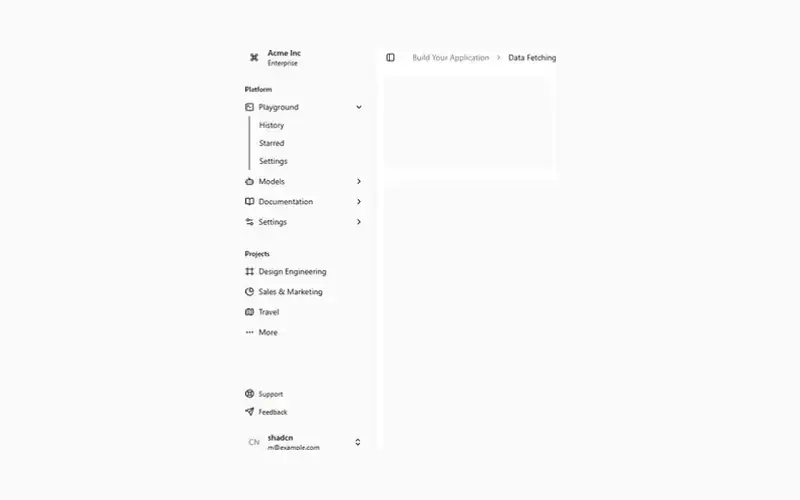 Acme Inc
Enterprise
Platform
Playground
History
Starred
Settings
Models
Documentation
Settings
Projects
Design Engineering
Sales & Marketing
Travel
More
Support
Feedback
CN
shadcn
m@example.com
Build Your Application > Data Fetching